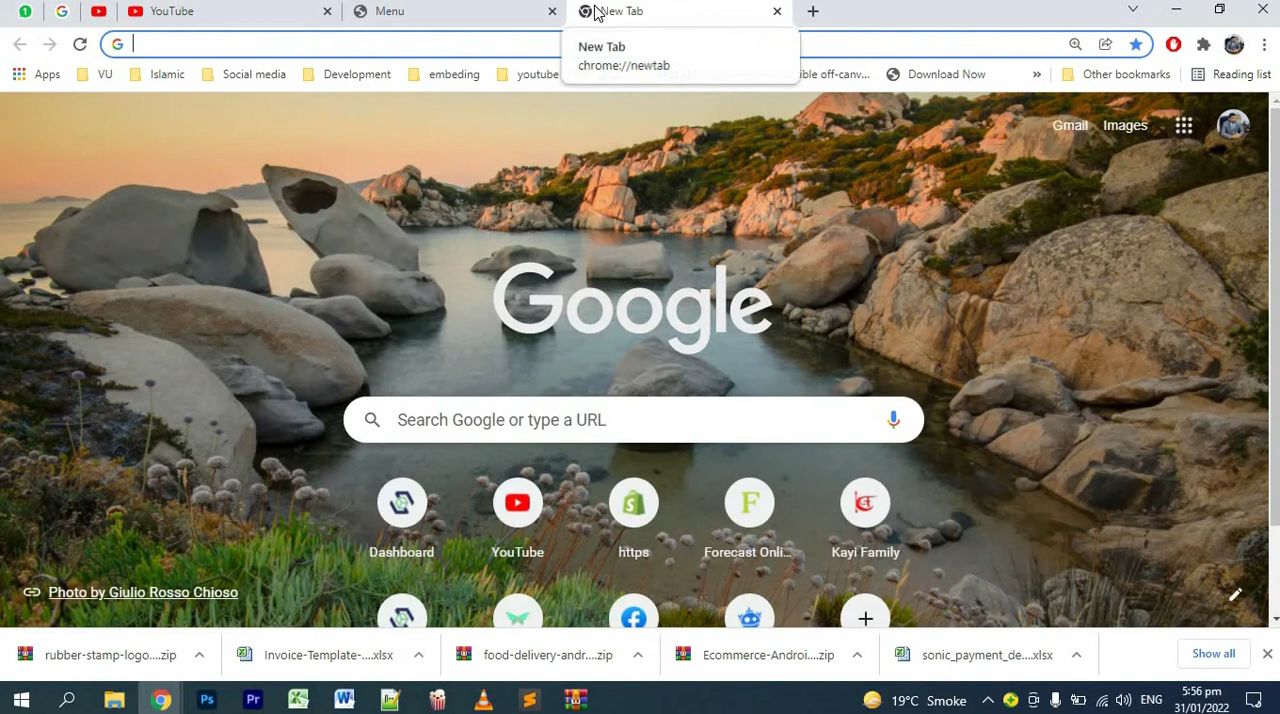 YouTube
Menu
New Tab
New Tab
chrome://newtab
Apps
VU
Islamic
Social media
Development
embeding
youtube
ible off-canv...
Download Now
»
Other bookmarks
Reading list
Gmail
Images
Google
Search Google or type a URL
Dashboard
YouTube
https
Forecast Onli...
Kayi Family
Photo by Giulio Rosso Chioso
rubber-stamp-logo....zip
Invoice-Template-....xlsx
food-delivery-andr....zip
Ecommerce-Androi....zip
sonic_payment_de....xlsx
Show all
19°C Smoke
ENG
5:56 pm
31/01/2022